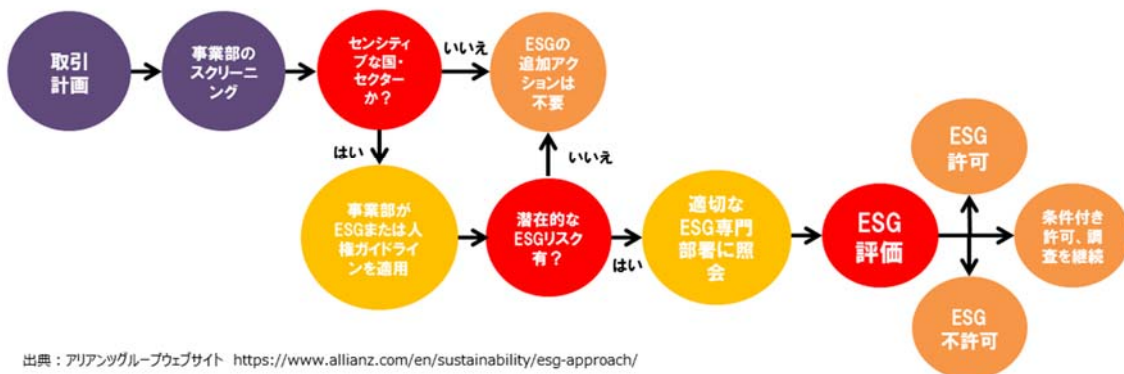 取引
計画
事業部の
スクリーニ
ング
センシティ
ブな国・
セクター
か？
いいえ
ESGの
追加アク
ションは
不要
はい
いいえ
事業部が
ESGまたは人
権ガイドライ
ンを適用
潜在的な
ESGリスク
有？
はい
適切な
ESG専門
部署に照
会
ESG
評価
ESG
許可
条件付き
許可、調
査を継続
ESG
不許可
出典：アリアンツグループウェブサイト https://www.allianz.com/en/sustainability/esg-approach/